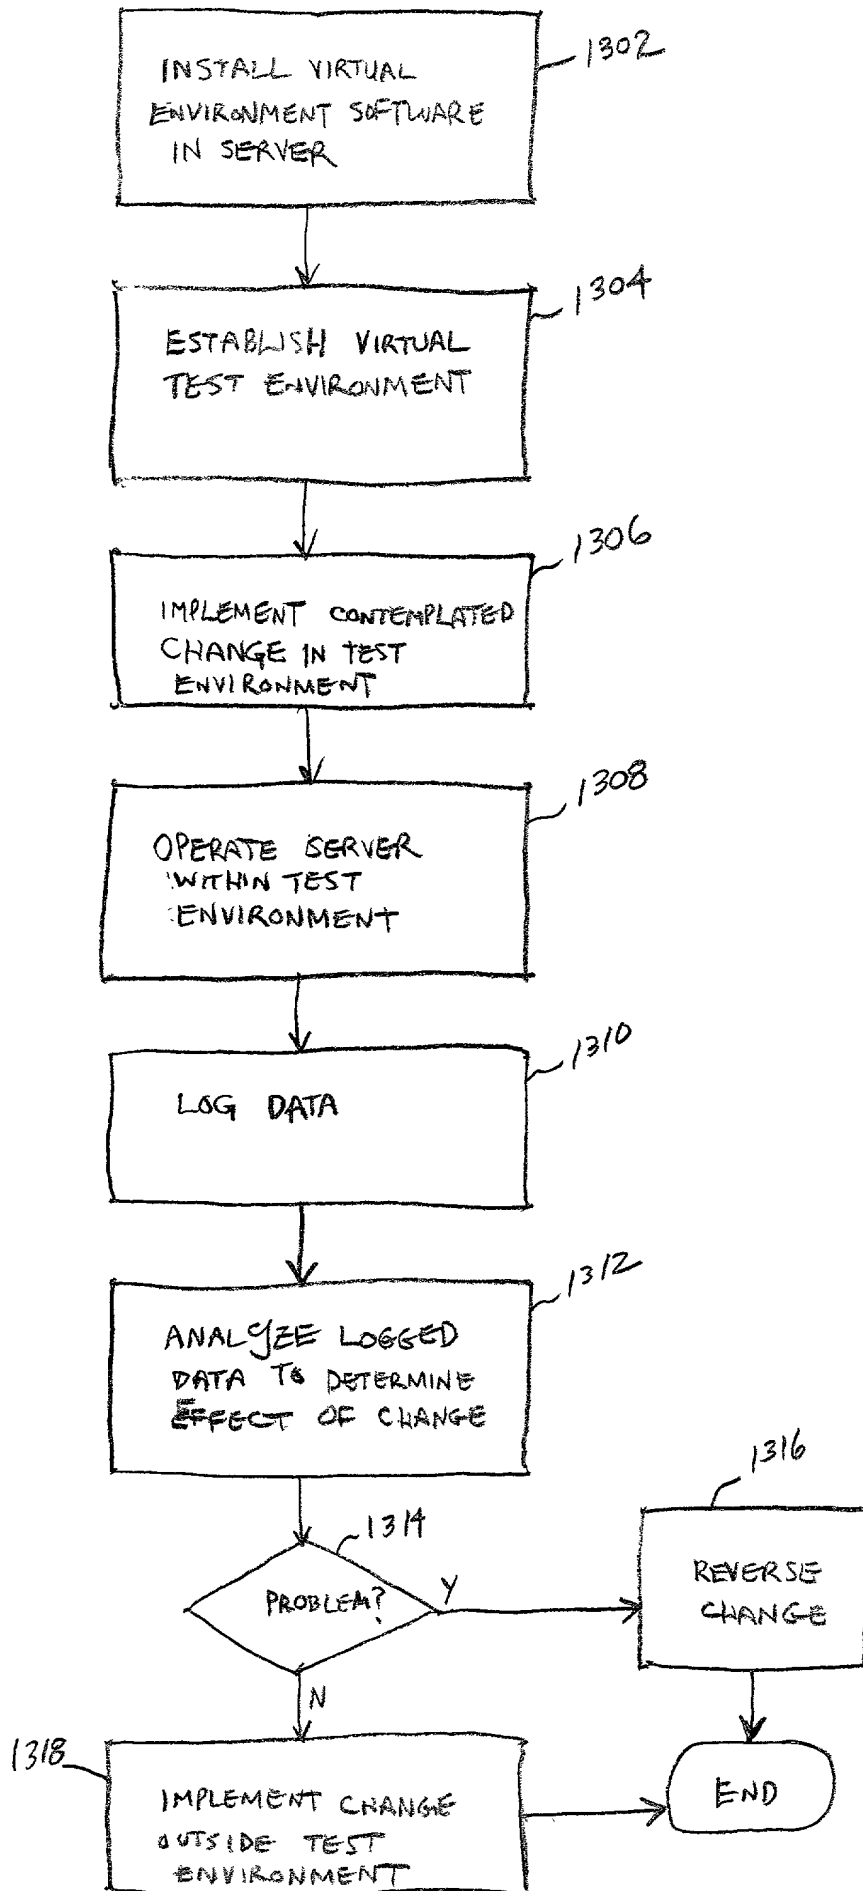 1302
INSTALL VIRTUAL
ENVIRONMENT SOFTWARE
IN SERVER
1304
ESTABLISH VIRTUAL
TEST ENVIRONMENT
1306
IMPLEMENT CONTEMPLATED
CHANGE IN TEST
ENVIRONMENT
1308
OPERATE SERVER
WITHIN TEST
ENVIRONMENT
1310
LOG DATA
1312
ANALYZE LOGGED
DATA TO DETERMINE
EFFECT OF CHANGE
1314
PROBLEM?
Y
1316
REVERSE
CHANGE
N
1318
IMPLEMENT CHANGE
OUTSIDE TEST
ENVIRONMENT
END